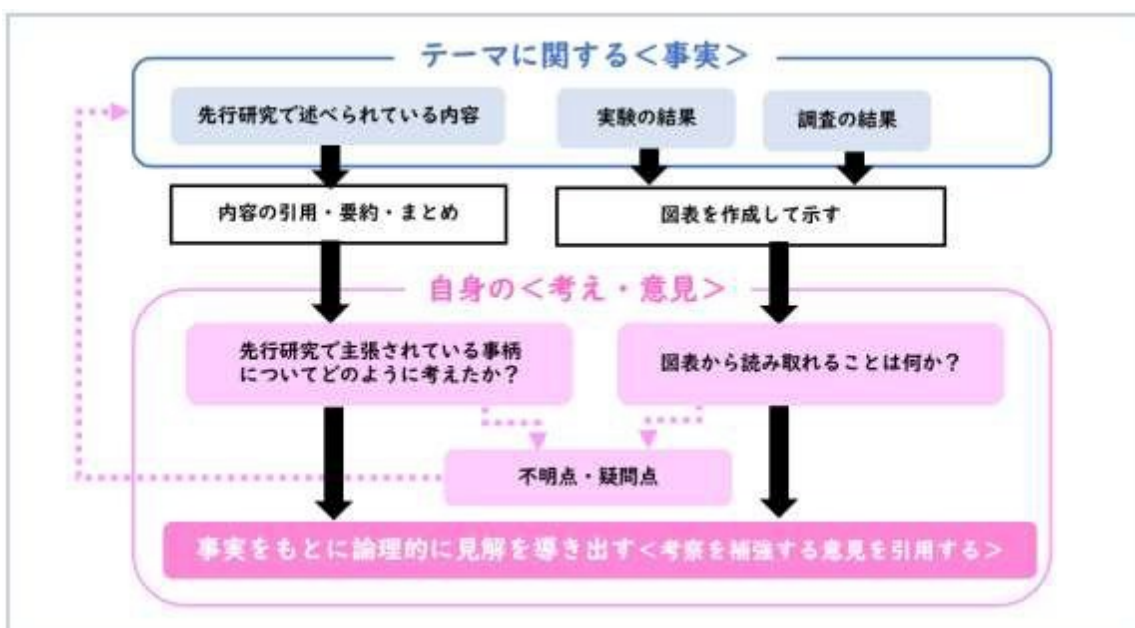 テーマに関する＜事実＞
先行研究で述べられている内容
実験の結果
調査の結果
内容の引用・要約・まとめ
図表を作成して示す
自身の＜考え・意見＞
先行研究で主張されている事柄
についてどのように考えたか？
図表から読み取れることは何か？
不明点・疑問点
事実をもとに論理的に見解を導き出す＜考察を補強する意見を引用する＞